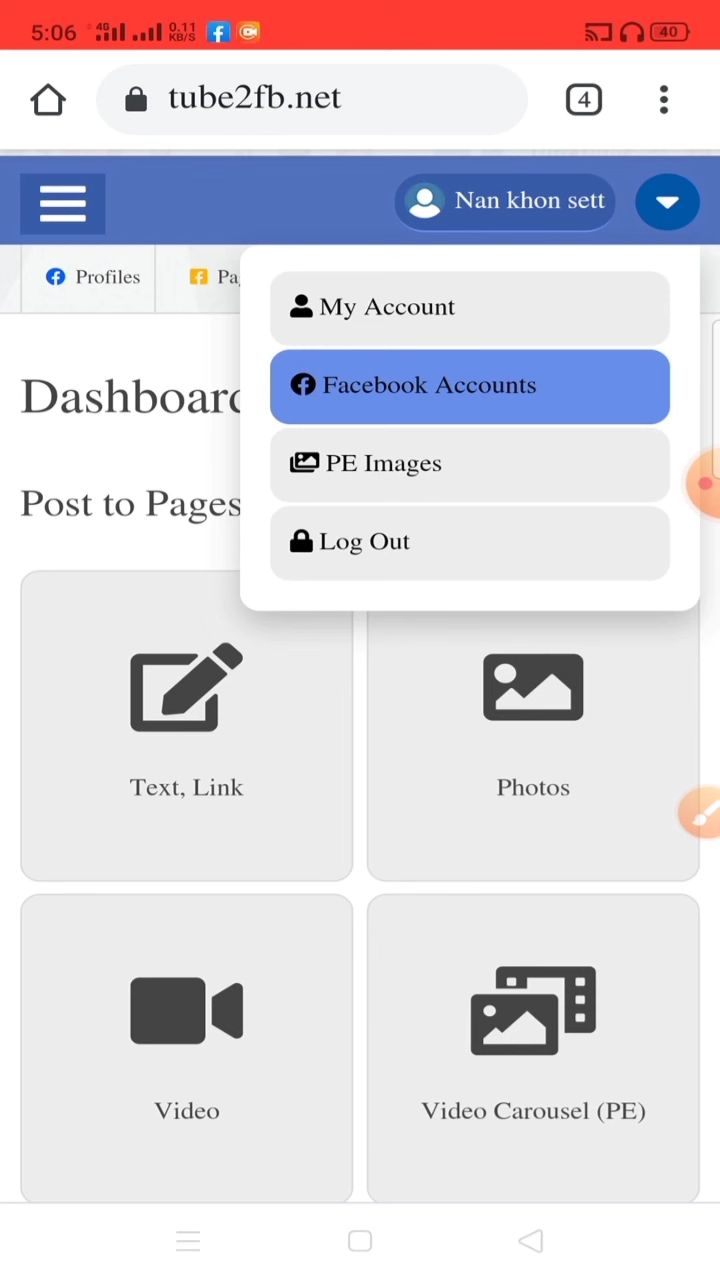 5:06 4G 0.11 KB/S 40
tube2fb.net 4
Nan khon sett
Profiles Pa
My Account
Facebook Accounts
PE Images
Log Out
Dashboard
Post to Pages
Text, Link Photos
Video Video Carousel (PE)